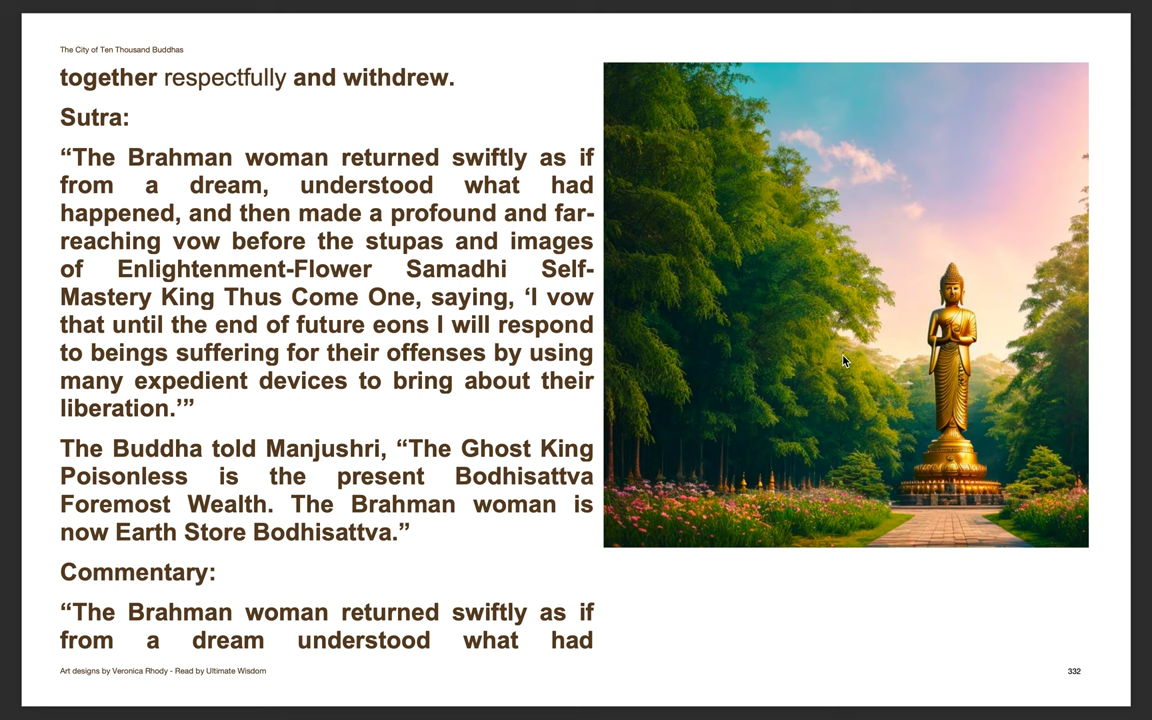 The City of Ten Thousand Buddhas
together respectfully and withdrew.
Sutra:
“The Brahman woman returned swiftly as if
from a dream, understood what had
happened, and then made a profound and far-
reaching vow before the stupas and images
of Enlightenment-Flower Samadhi Self-
Mastery King Thus Come One, saying, ‘I vow
that until the end of future eons I will respond
to beings suffering for their offenses by using
many expedient devices to bring about their
liberation.’”
The Buddha told Manjushri, “The Ghost King
Poisonless is the present Bodhisattva
Foremost Wealth. The Brahman woman is
now Earth Store Bodhisattva.”
Commentary:
“The Brahman woman returned swiftly as if
from a dream understood what had
Art designs by Veronica Rhody - Read by Ultimate Wisdom
332